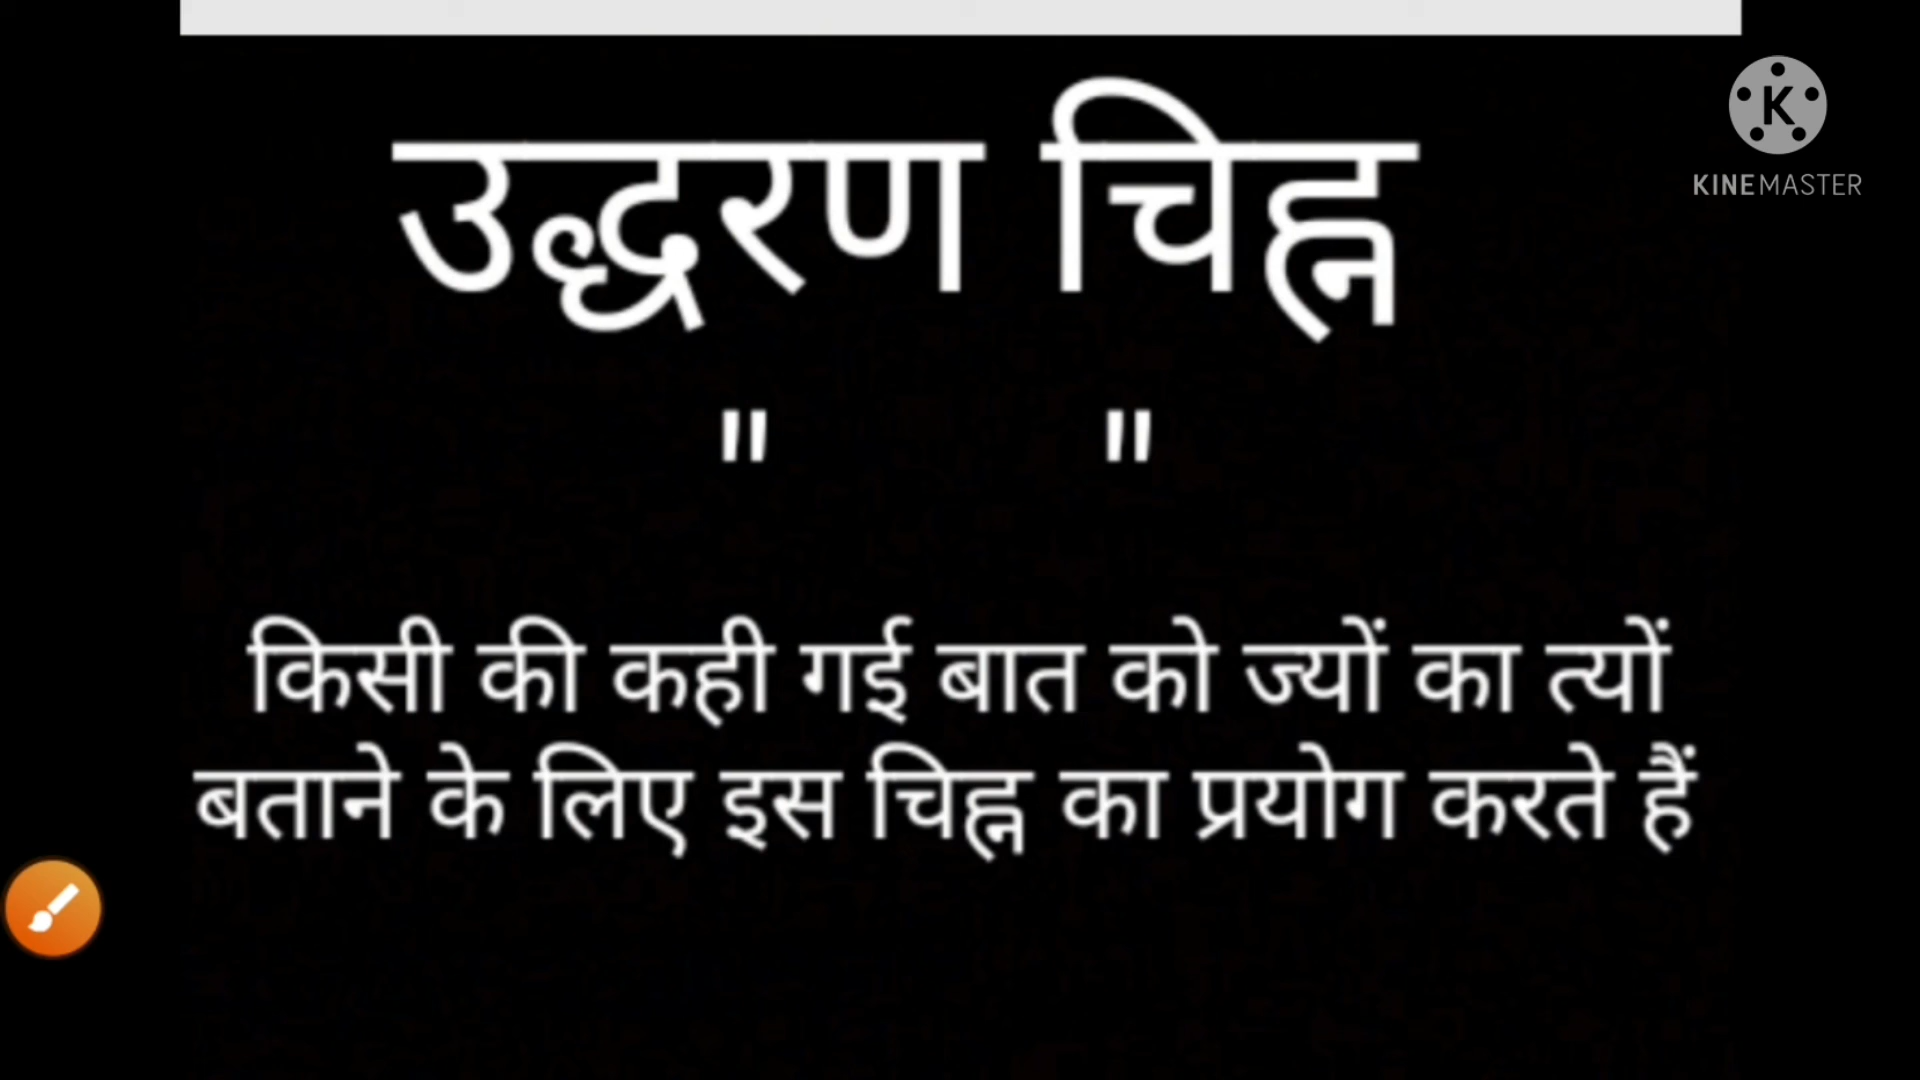 उद्धरण चिह्न
KINEMASTER
" "
किसी की कही गई बात को ज्यों का त्यों
बताने के लिए इस चिह्न का प्रयोग करते हैं